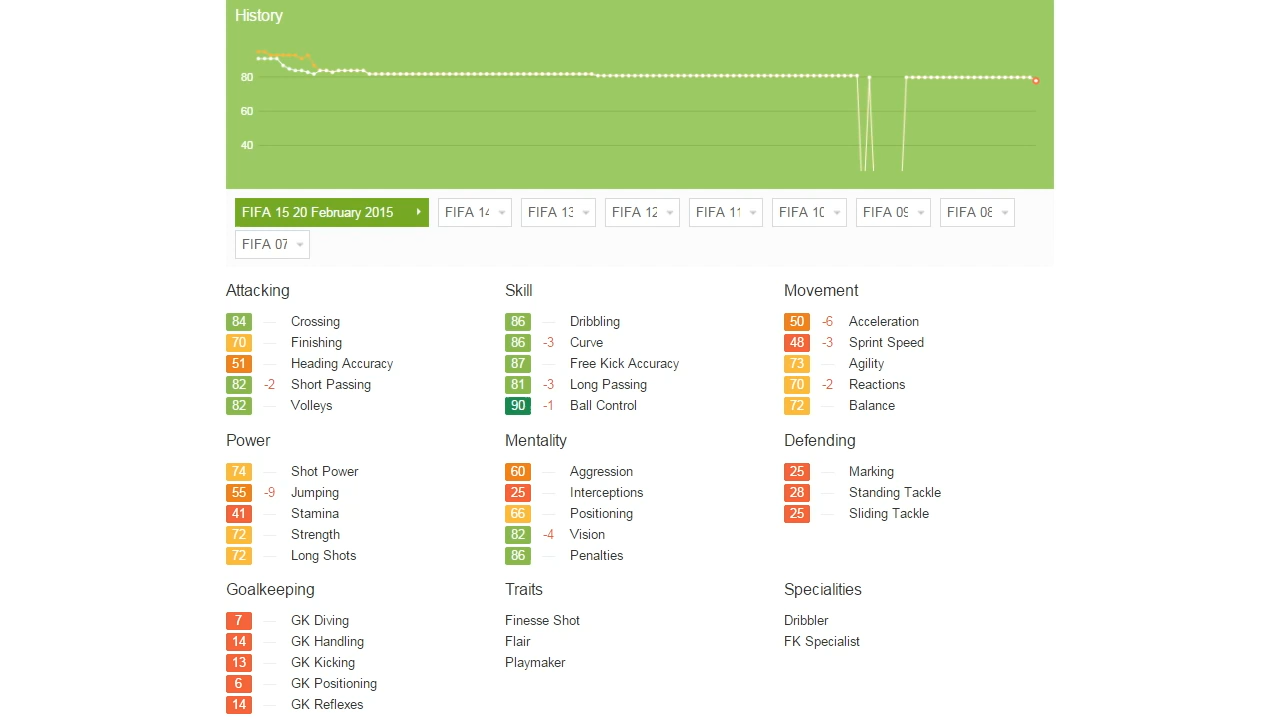 History
80
60
40
FIFA 15 20 February 2015 FIFA 14 FIFA 13 FIFA 12 FIFA 11 FIFA 10 FIFA 09 FIFA 08
FIFA 07
Attacking
84 Crossing
70 Finishing
51 Heading Accuracy
82 -2 Short Passing
82 Volleys
Skill
86 Dribbling
86 -3 Curve
87 Free Kick Accuracy
81 -3 Long Passing
90 -1 Ball Control
Movement
50 -6 Acceleration
48 -3 Sprint Speed
73 Agility
70 -2 Reactions
72 Balance
Power
74 Shot Power
55 -9 Jumping
41 Stamina
72 Strength
72 Long Shots
Mentality
60 Aggression
25 Interceptions
66 Positioning
82 -4 Vision
86 Penalties
Defending
25 Marking
28 Standing Tackle
25 Sliding Tackle
Goalkeeping
7 GK Diving
14 GK Handling
13 GK Kicking
6 GK Positioning
14 GK Reflexes
Traits
Finesse Shot
Flair
Playmaker
Specialities
Dribbler
FK Specialist